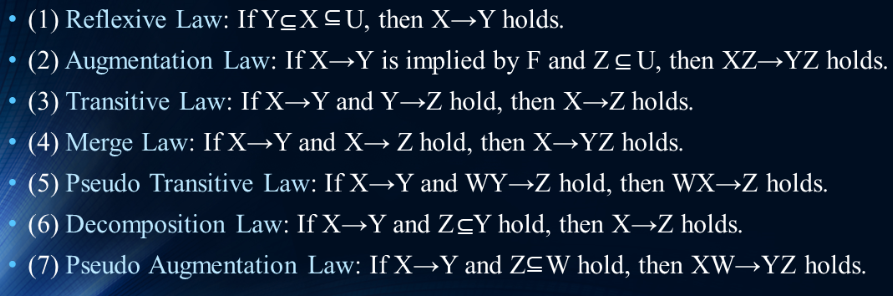 • (1) Reflexive Law: If Y⊆X⊆U, then X→Y holds.
• (2) Augmentation Law: If X→Y is implied by F and Z⊆U, then XZ→YZ holds.
• (3) Transitive Law: If X→Y and Y→Z hold, then X→Z holds.
• (4) Merge Law: If X→Y and X→ Z hold, then X→YZ holds.
• (5) Pseudo Transitive Law: If X→Y and WY→Z hold, then WX→Z holds.
• (6) Decomposition Law: If X→Y and Z⊆Y hold, then X→Z holds.
• (7) Pseudo Augmentation Law: If X→Y and Z⊆W hold, then XW→YZ holds.